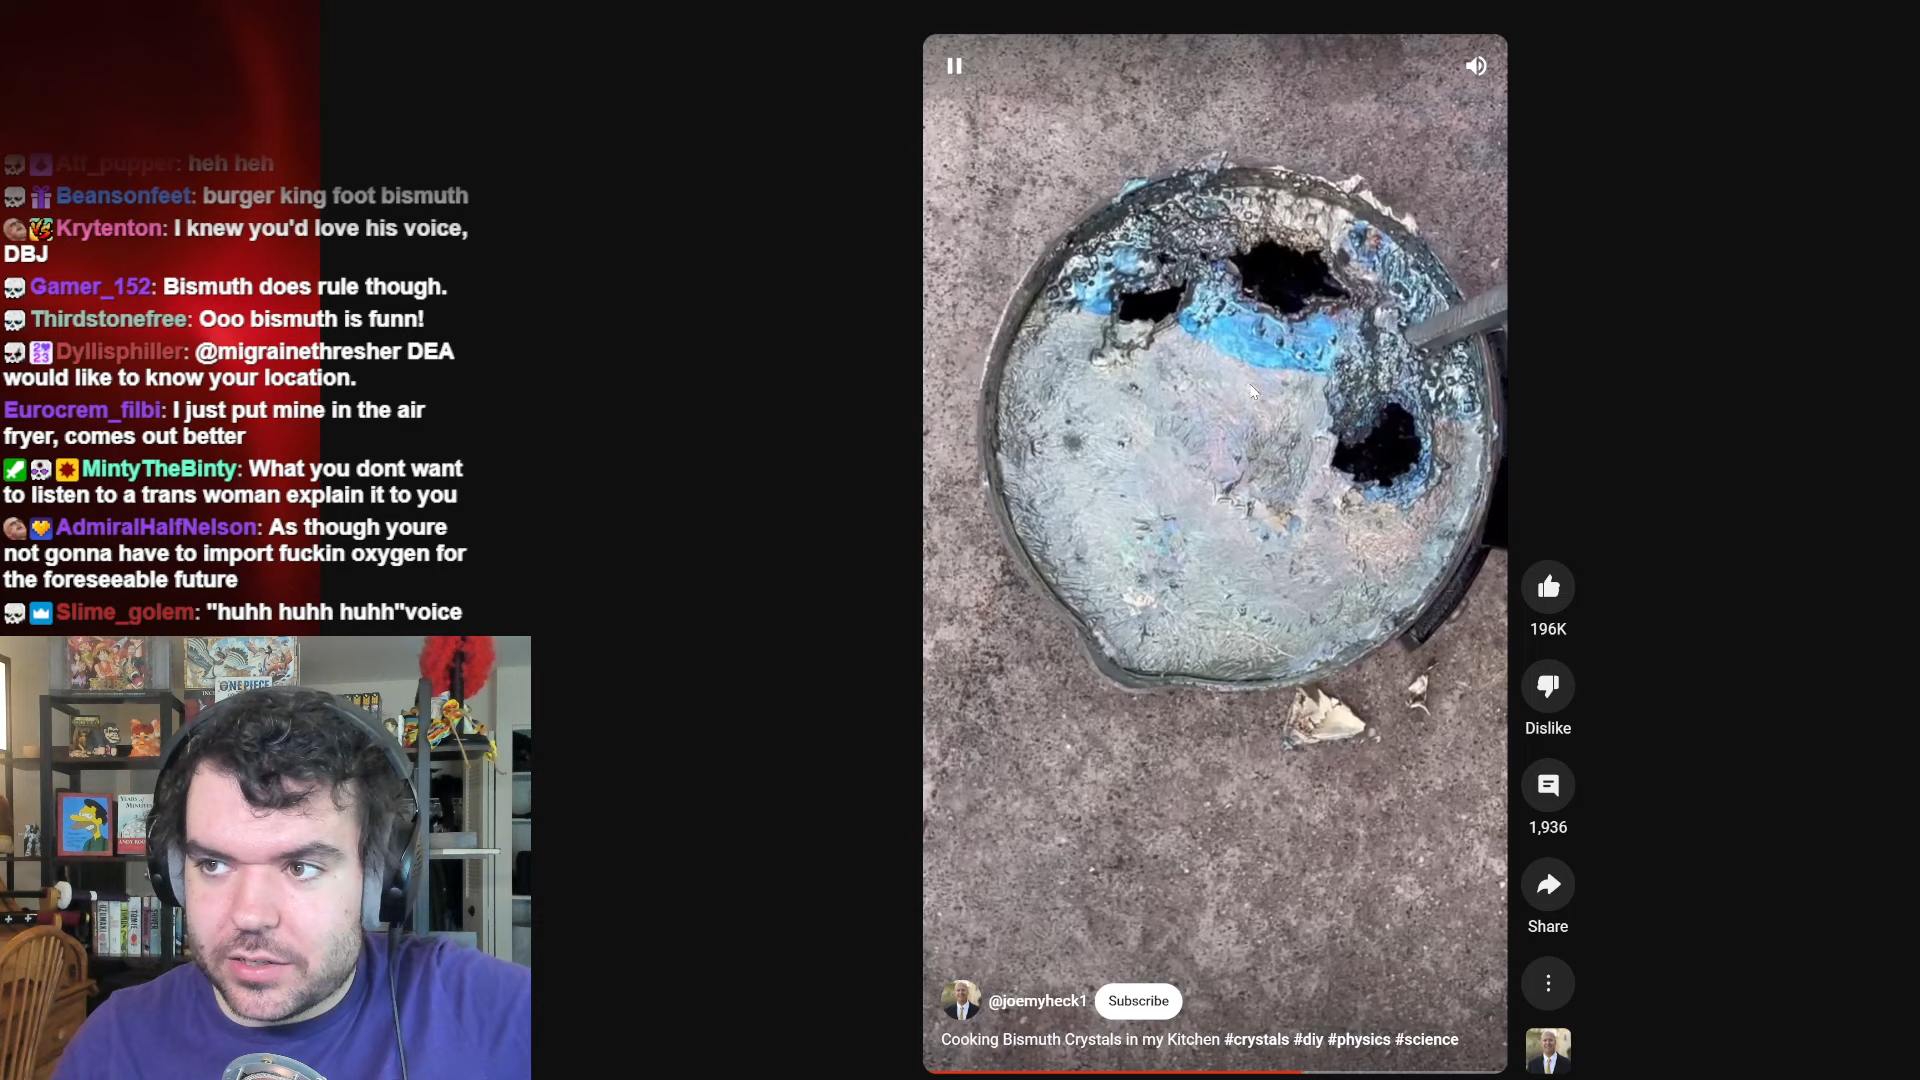 Atf_pupper: heh heh
Beansonfeet: burger king foot bismuth
Krytenton: I knew you'd love his voice,
DBJ
Gamer_152: Bismuth does rule though.
Thirdstonefree: Ooo bismuth is funn!
Dyllisphiller: @migrainethresher DEA
would like to know your location.
Eurocrem_filbi: I just put mine in the air
fryer, comes out better
MintyTheBinty: What you dont want
to listen to a trans woman explain it to you
AdmiralHalfNelson: As though youre
not gonna have to import fuckin oxygen for
the foreseeable future
Slime_golem: "huhh huhh huhh"voice
ONE PIECE
196K
Dislike
1,936
Share
@joemyheck1 Subscribe
Cooking Bismuth Crystals in my Kitchen #crystals #diy #physics #science